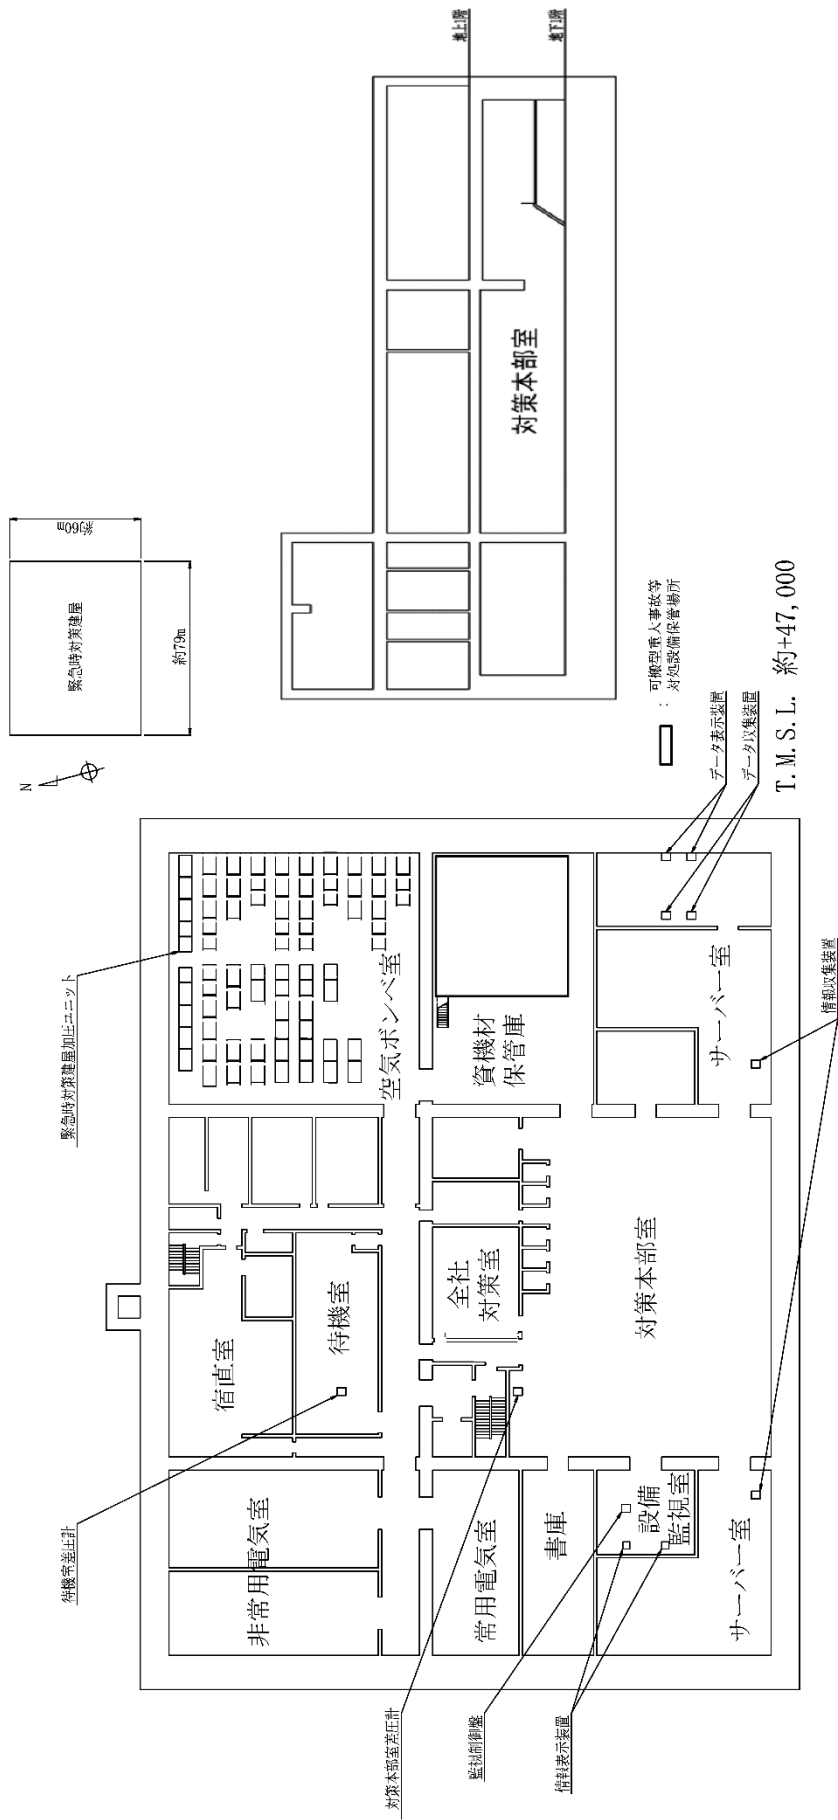 地上1階
地下1階
対策本部室
緊急時対策建屋
約60m
約79m
N
: 可搬型重大事故等
対処設備保管場所
T.M.S.L. 約+47,000
緊急時対策建屋加圧ユニット
待機室差圧計
対策本部室差圧計
監視制御盤
情報表示装置
データ表示装置
データ収集装置
情報収集装置
非常用電気室
宿直室
待機室
空気ボンベ室
常用電気室
全社
対策室
資機材
保管庫
書庫
設備
監視室
サーバー室
対策本部室
サーバー室